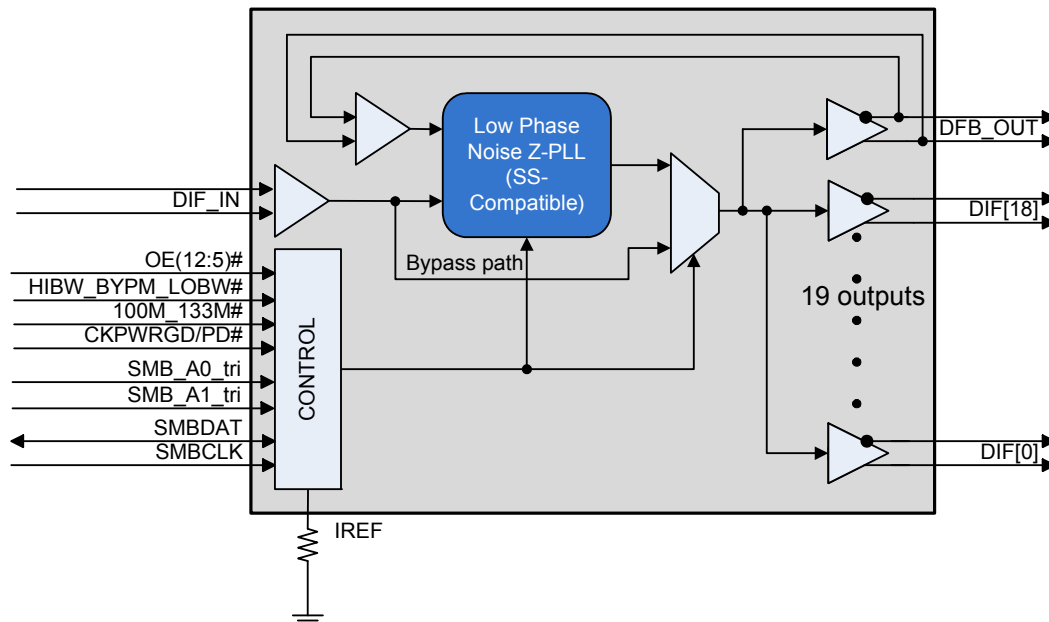 Low Phase
Noise Z-PLL
(SS-
Compatible)
DFB_OUT
DIF_IN
DIF[18]
OE(12:5)#
Bypass path
HIBW_BYPM_LOBW#
19 outputs
100M_133M#
CKPWRGD/PD#
CONTROL
SMB_A0_tri
SMB_A1_tri
SMBDAT
SMBCLK
DIF[0]
IREF